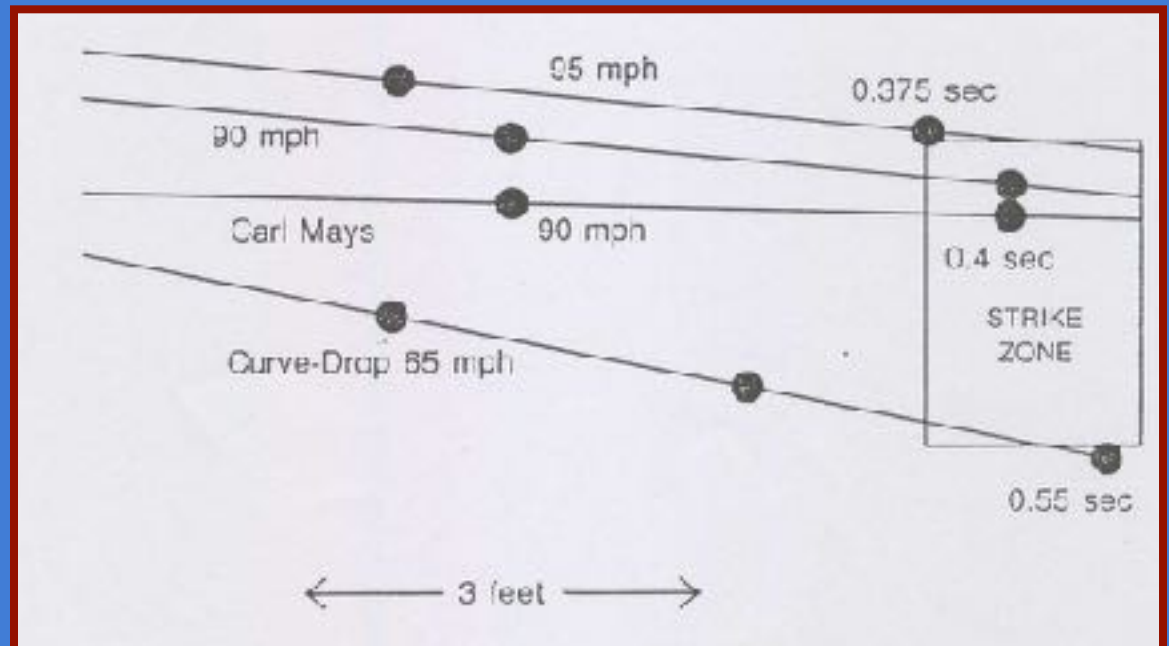 95 mph
0.375 sec
90 mph
Carl Mays
90 mph
0.4 sec
STRIKE
ZONE
Curve-Drop 65 mph
0.55 sec
3 feet